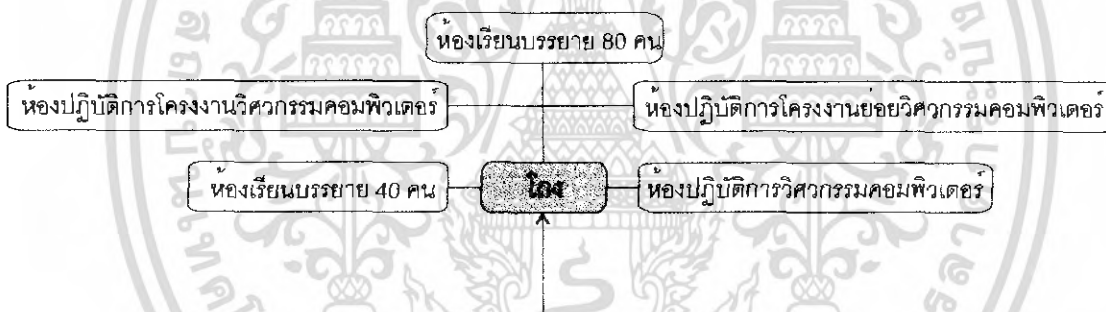 ห้องเรียนบรรยาย 80 คน
ห้องปฏิบัติการโครงงานวิศวกรรมคอมพิวเตอร์
ห้องปฏิบัติการโครงงานย่อยวิศวกรรมคอมพิวเตอร์
ห้องเรียนบรรยาย 40 คน
โถง
ห้องปฏิบัติการวิศวกรรมคอมพิวเตอร์